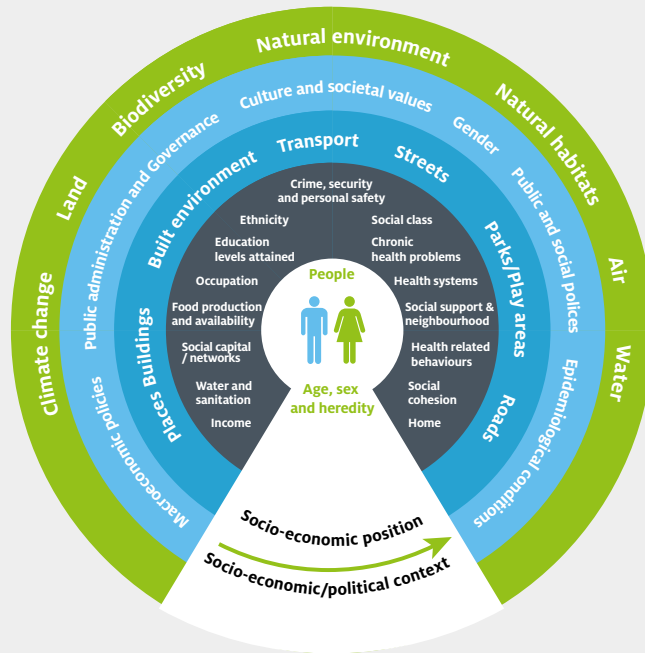 Climate change
Land
Biodiversity
Natural environment
Natural habitats
Air
Water
Macroeconomic policies
Public administration and Governance
Culture and societal values
Gender
Public and social polices
Epidemiological conditions
Places Buildings
Built environment
Transport
Streets
Parks/Play areas
Roads
Crime, security
and personal safety
Ethnicity
Education
levels attained
Occupation
Food production
and availability
Social capital
/ networks
Water and
sanitation
Income
Social class
Chronic
health problems
Health systems
Social support &
neighbourhood
Health related
behaviours
Social
cohesion
Home
People
Age, sex
and heredity
Socio-economic position
Socio-economic/political context